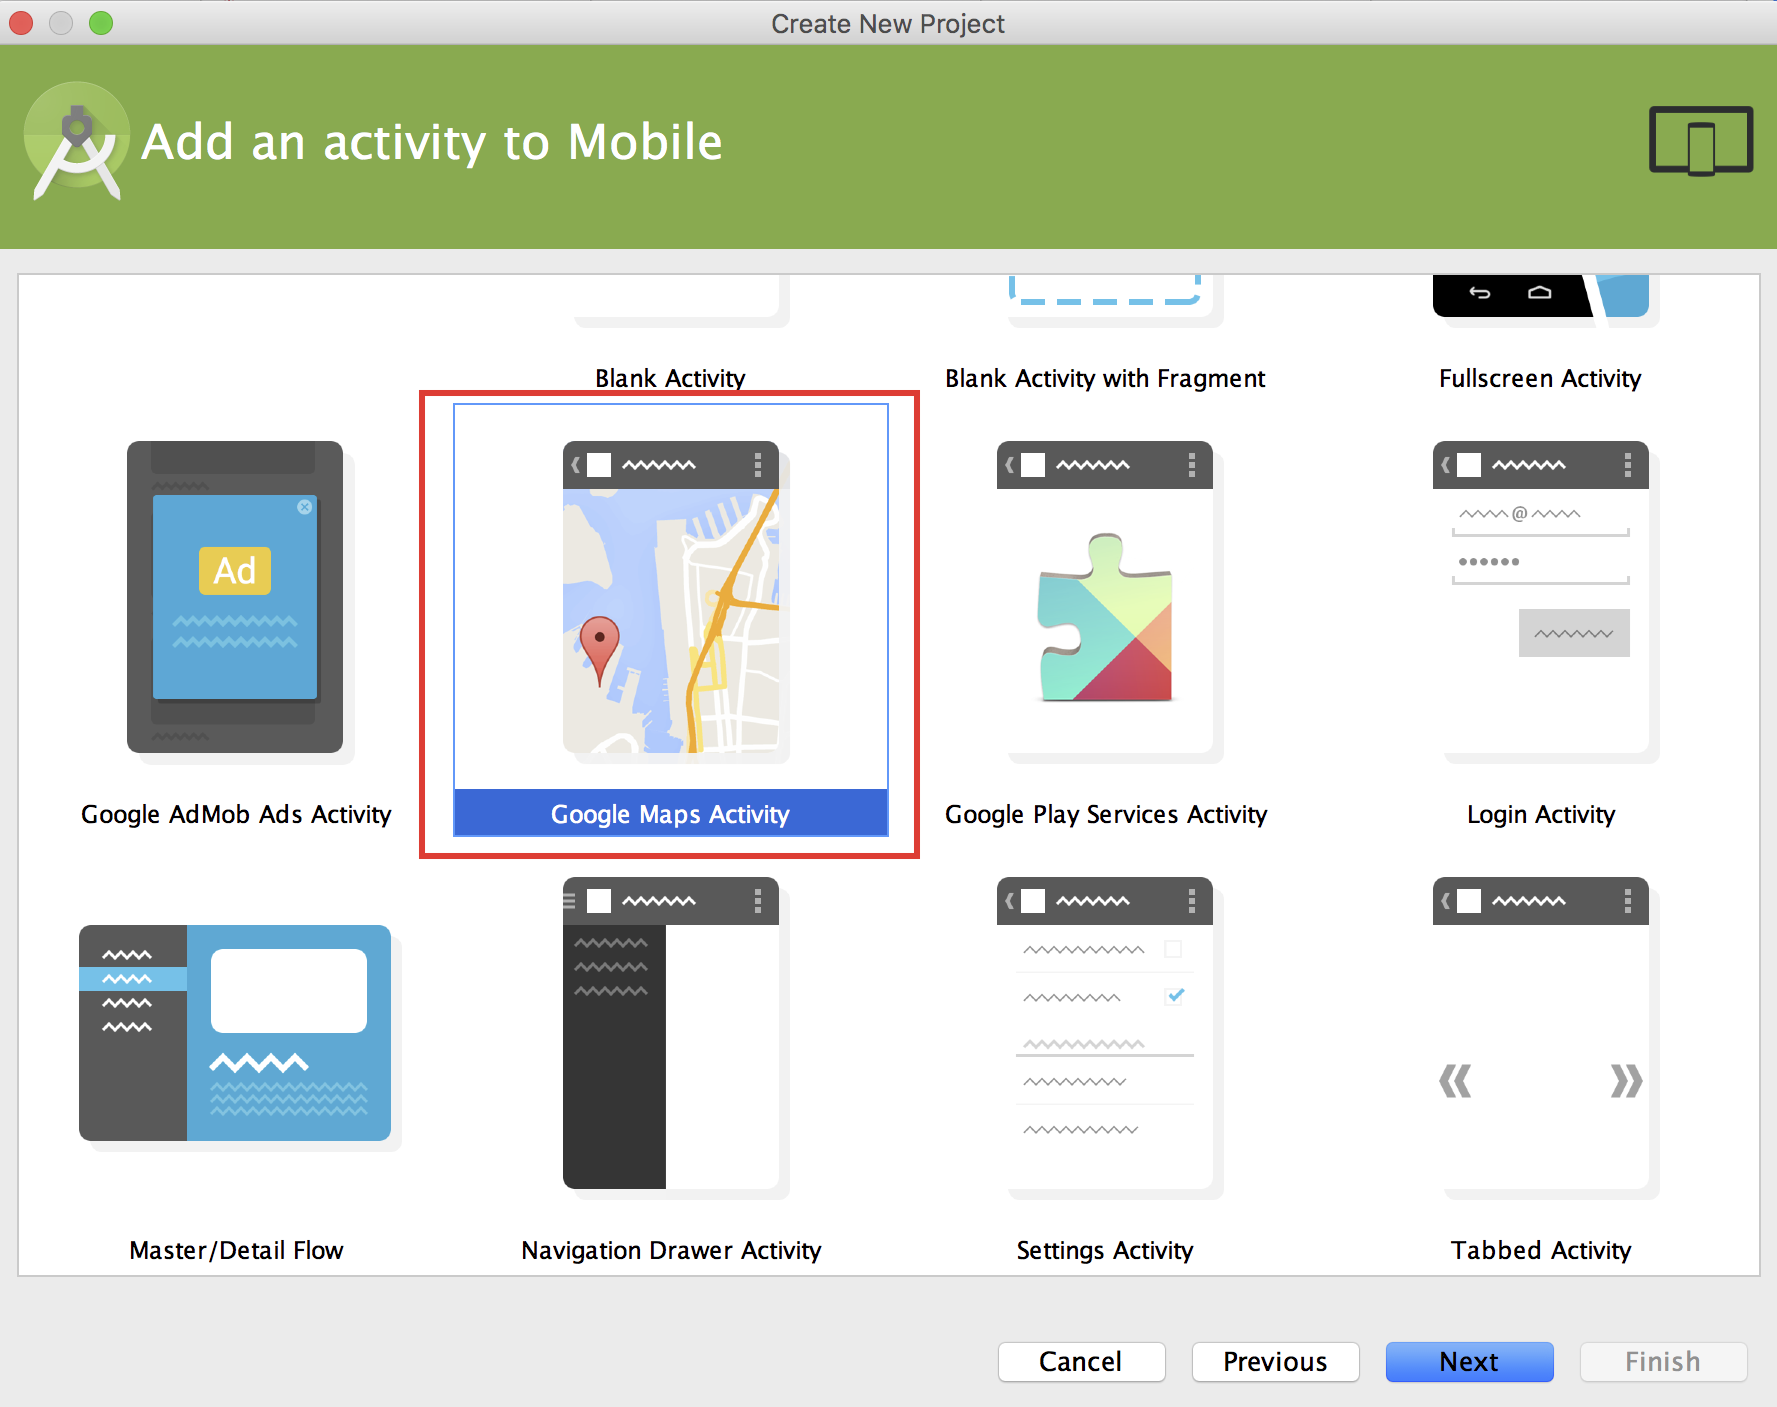 Create New Project
Add an activity to Mobile
Blank Activity
Blank Activity with Fragment
Fullscreen Activity
Ad
@
Google AdMob Ads Activity
Google Maps Activity
Google Play Services Activity
Login Activity
Master/Detail Flow
Navigation Drawer Activity
Settings Activity
Tabbed Activity
Cancel
Previous
Next
Finish